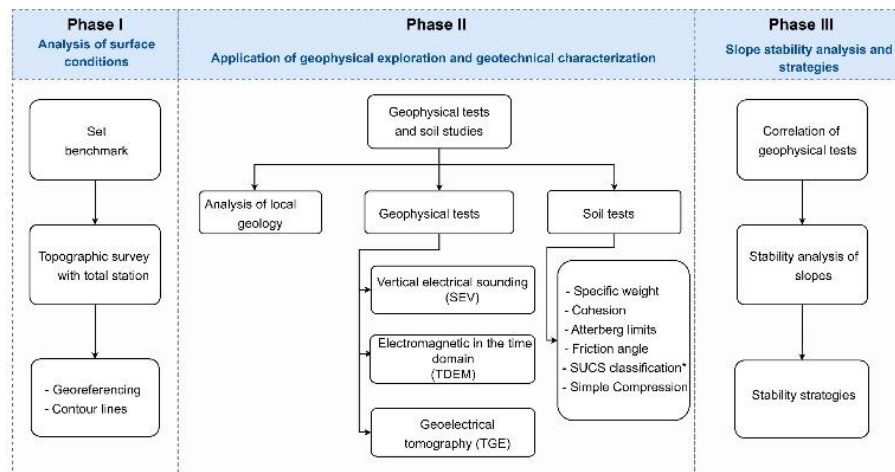 Phase I
Analysis of surface
conditions
Set
benchmark
Topographic survey
with total station
- Georeferencing
- Contour lines
Phase II
Application of geophysical exploration and geotechnical characterization
Geophysical tests
and soil studies
Analysis of local
geology
Geophysical tests
Vertical electrical sounding
(SEV)
Electromagnetic in the time
domain
(TDEM)
Geoelectrical
tomography (TGE)
Soil tests
- Specific weight
- Cohesion
- Atterberg limits
- Friction angle
- SUCS classification*
- Simple Compression
Phase III
Slope stability analysis and
strategies
Correlation of
geophysical tests
Stability analysis of
slopes
Stability strategies